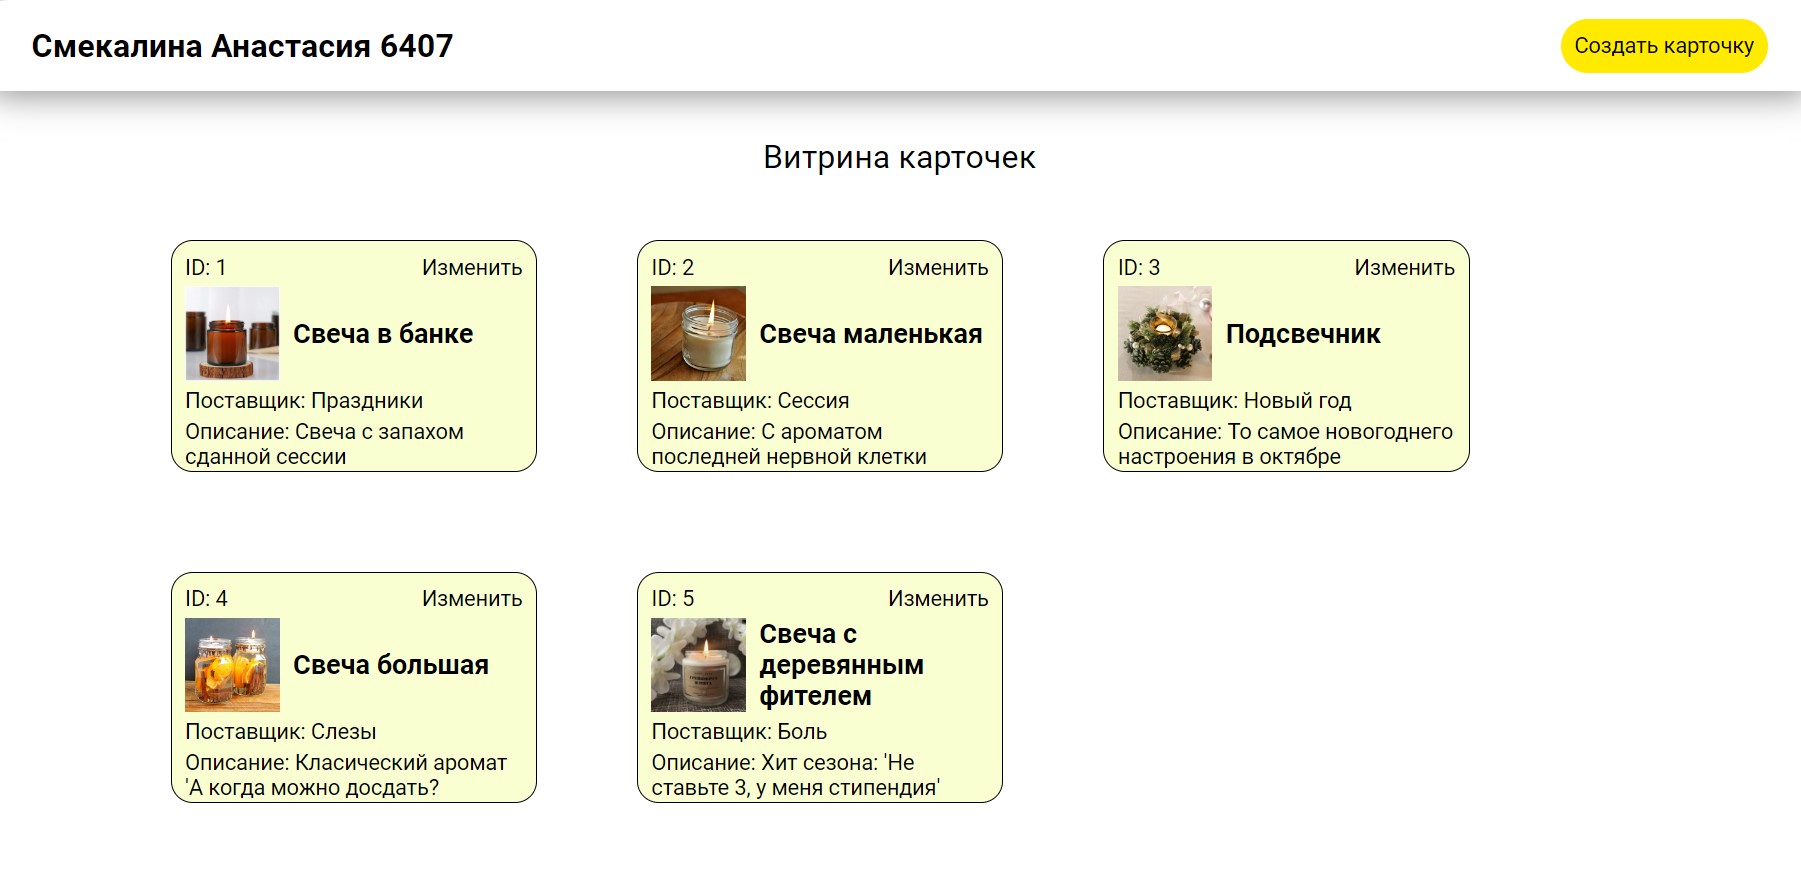 Смекалина Анастасия 6407
Создать карточку
Витрина карточек
ID: 1
Изменить
Свеча в банке
Поставщик: Праздники
Описание: Свеча с запахом
сданной сессии
ID: 2
Изменить
Свеча маленькая
Поставщик: Сессия
Описание: С ароматом
последней нервной клетки
ID: 3
Изменить
Подсвечник
Поставщик: Новый год
Описание: То самое новогоднего
настроения в октябре
ID: 4
Изменить
Свеча большая
Поставщик: Слезы
Описание: Класический аромат
'А когда можно досдать?
ID: 5
Изменить
Свеча с
деревянным
фителем
Поставщик: Боль
Описание: Хит сезона: 'Не
ставьте 3, у меня стипендия'